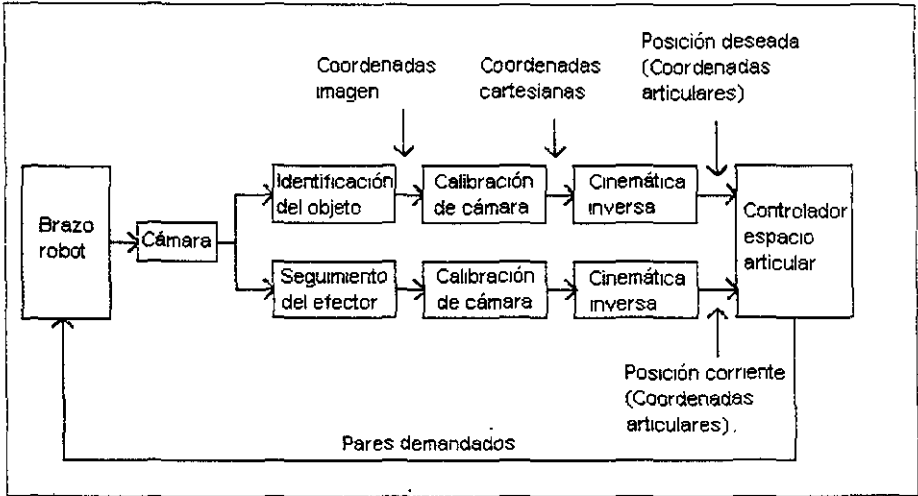 Coordenadas
imagen
Coordenadas
cartesianas
Posición deseada
(Coordenadas
articulares)
Brazo
robot
Cámara
Identificación
del objeto
Calibración
de cámara
Cinemática
inversa
Controlador
espacio
articular
Seguimiento
del efector
Calibración
de cámara
Cinemática
inversa
Posición corriente
(Coordenadas
articulares).
Pares demandados